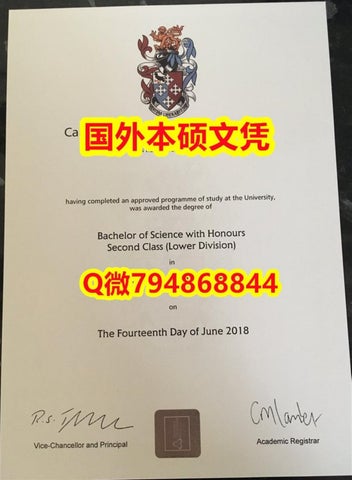 Ca
国外本硕文凭
having completed an approved programme of study at the University,
was awarded the degree of
Bachelor of Science with Honours
Second Class (Lower Division)
in
Q微794868844
on
The Fourteenth Day of June 2018
Vice-Chancellor and Principal
Academic Registrar